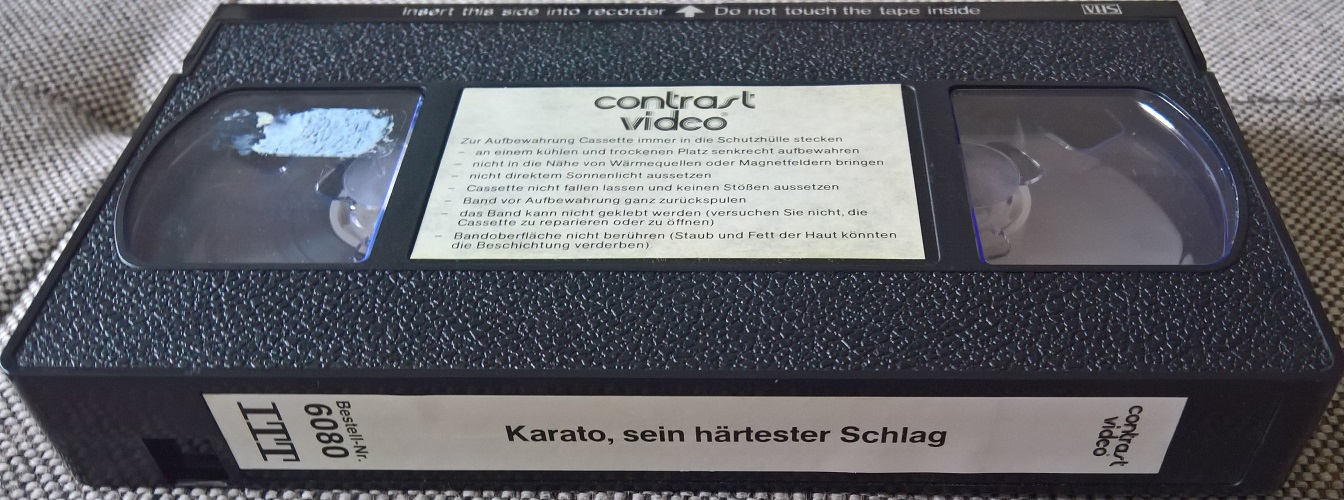 Insert this side into recorder ⬆ Do not touch the tape inside VHS
contrast
video
Zur Aufbewahrung Cassette immer in die Schutzhülle stecken
– an einem kühlen und trockenen Platz senkrecht aufbewahren
– nicht in die Nähe von Wärmequellen oder Magnetfeldern bringen
– nicht direktem Sonnenlicht aussetzen
– Cassette nicht fallen lassen und keinen Stößen aussetzen
– Band vor Aufbewahrung ganz zurückspulen
– das Band kann nicht geklebt werden (versuchen Sie nicht, die
Cassette zu reparieren oder zu öffnen)
– Bandoberfläche nicht berühren (Staub und Fett der Haut könnten
die Beschichtung verderben)
ITT
Bestell-Nr.
6080
Karato, sein härtester Schlag
contrast
video